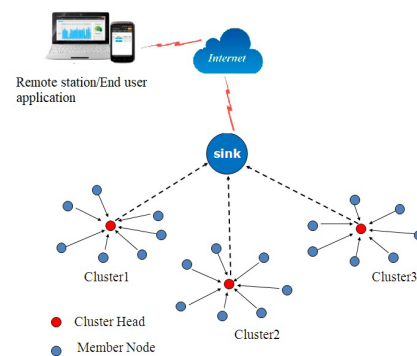 Internet
Remote station/End user
application
sink
Cluster1
Cluster3
Cluster2
Cluster Head
Member Node